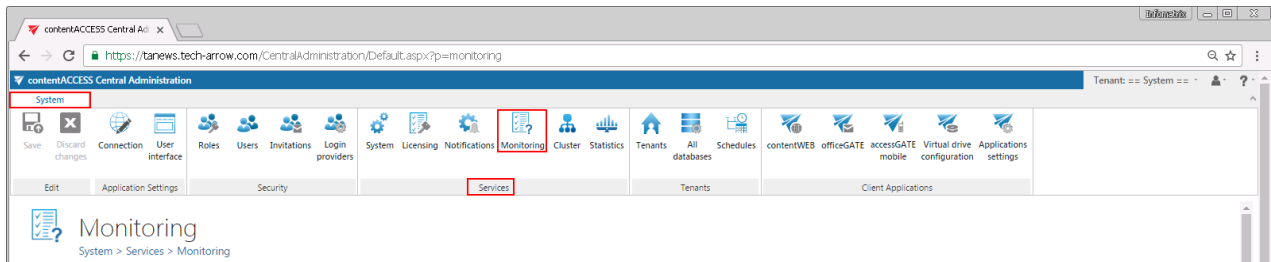 Infometrix
contentACCESS Central Ad
https://tanews.tech-arrow.com/CentralAdministration/Default.aspx?p=monitoring
contentACCESS Central Administration
Tenant: == System ==
?
System
Save
Discard changes
Connection
User interface
Roles
Users
Invitations
Login providers
System
Licensing
Notifications
Monitoring
Cluster
Statistics
Tenants
All databases
Schedules
contentWEB
officeGATE
accessGATE mobile
Virtual drive configuration
Applications settings
Edit
Application Settings
Security
Services
Tenants
Client Applications
Monitoring
System > Services > Monitoring